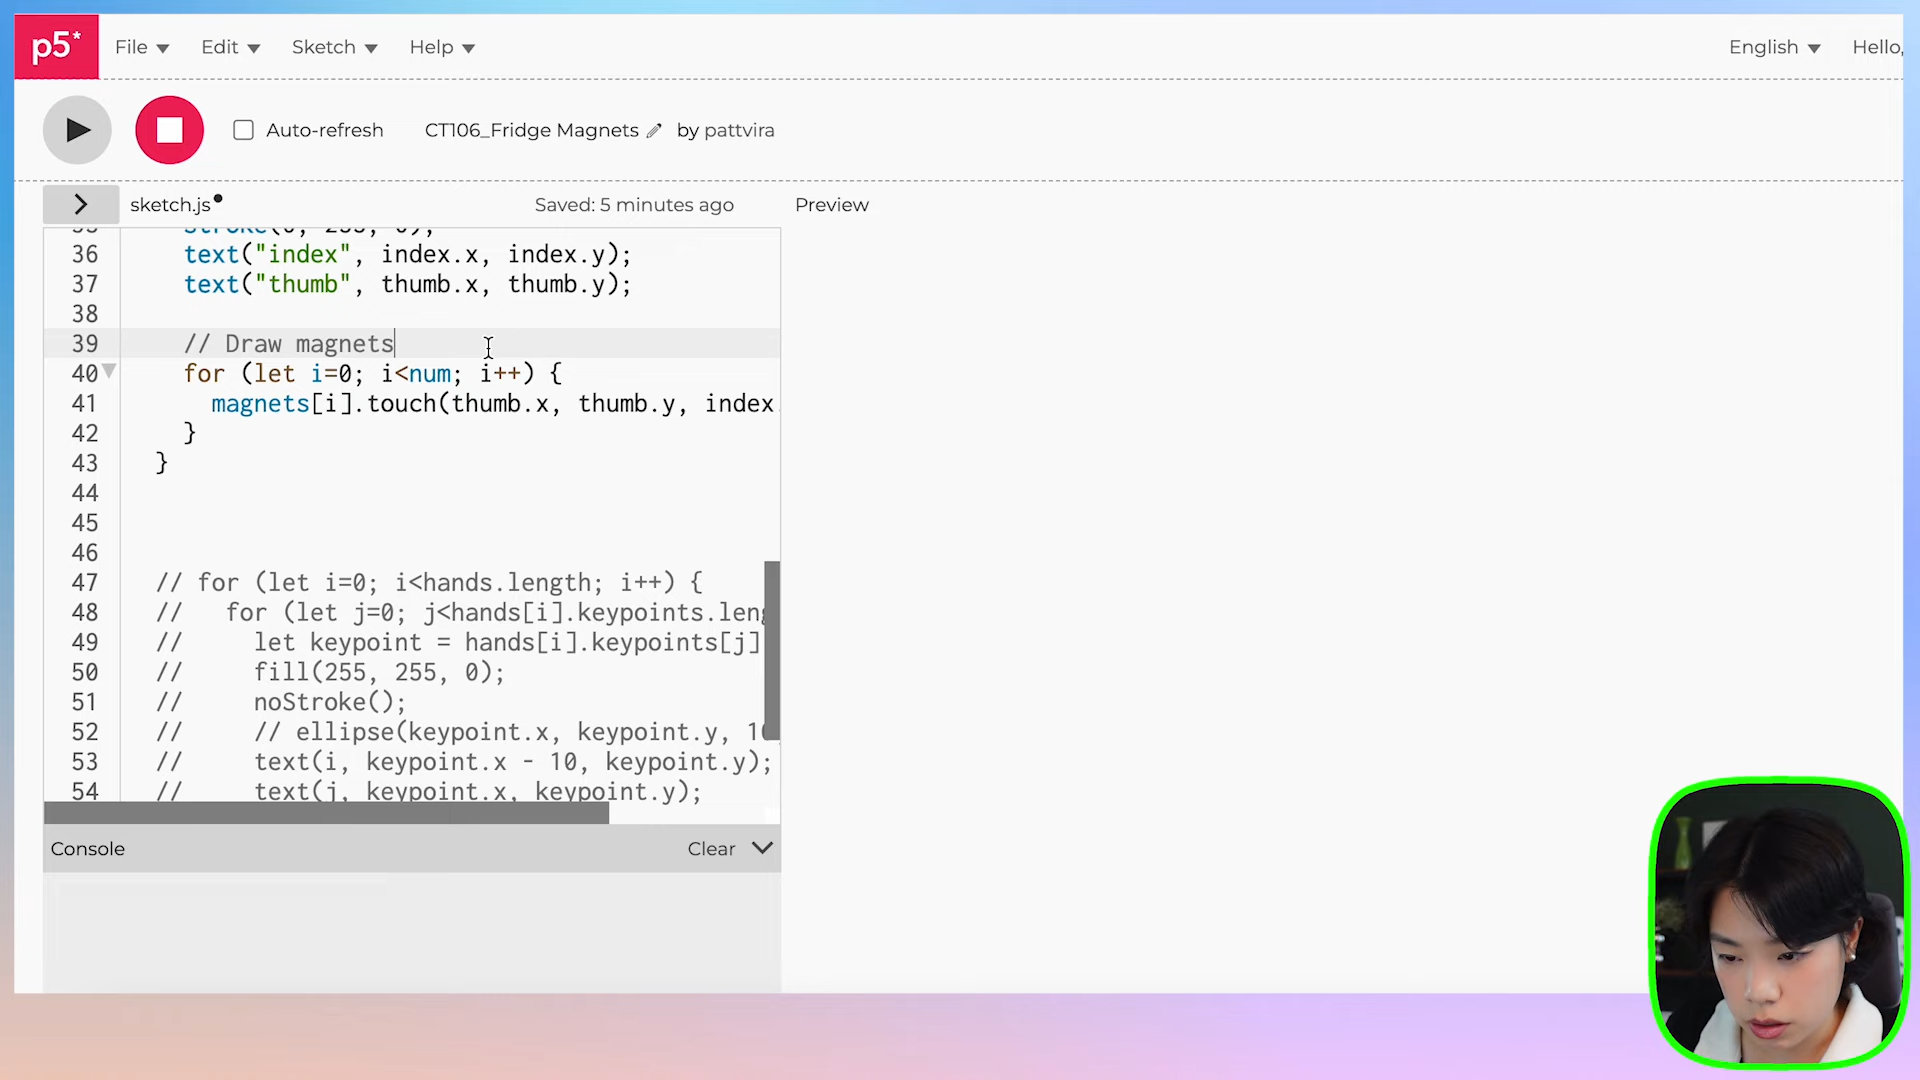 p5*
File
Edit
Sketch
Help
English
Hello,
Auto-refresh
CT106_Fridge Magnets
by pattvira
sketch.js
Saved: 5 minutes ago
Preview
36 text("index", index.x, index.y);
37 text("thumb", thumb.x, thumb.y);
38
39 // Draw magnets
40 for (let i=0; i<num; i++) {
41 magnets[i].touch(thumb.x, thumb.y, index.
42 }
43 }
44
45
46
47 // for (let i=0; i<hands.length; i++) {
48 // for (let j=0; j<hands[i].keypoints.leng
49 // let keypoint = hands[i].keypoints[j]
50 // fill(255, 255, 0);
51 // noStroke();
52 // // ellipse(keypoint.x, keypoint.y, 10
53 // text(i, keypoint.x - 10, keypoint.y);
54 // text(j, keypoint.x, keypoint.y);
Console
Clear